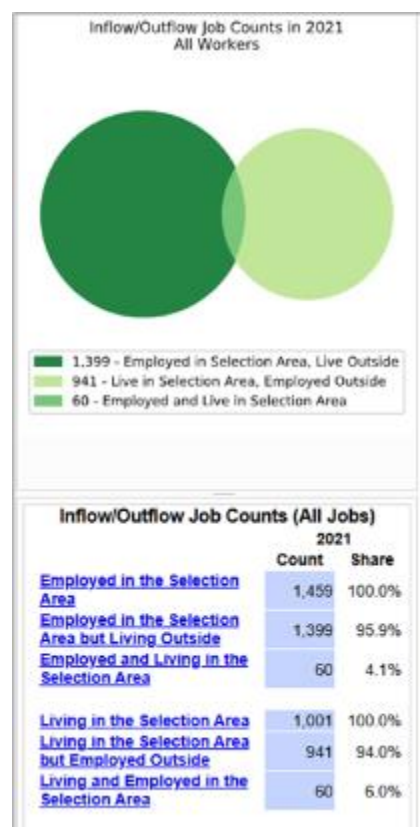 Inflow/Outflow Job Counts in 2021
All Workers
1,399 - Employed in Selection Area, Live Outside
941 - Live in Selection Area, Employed Outside
60 - Employed and Live in Selection Area
Inflow/Outflow Job Counts (All Jobs)
2021
Count Share
Employed in the Selection
Area 1,459 100.0%
Employed in the Selection
Area but Living Outside 1,399 95.9%
Employed and Living in the
Selection Area 60 4.1%
Living in the Selection Area 1,001 100.0%
Living in the Selection Area
but Employed Outside 941 94.0%
Living and Employed in the
Selection Area 60 6.0%